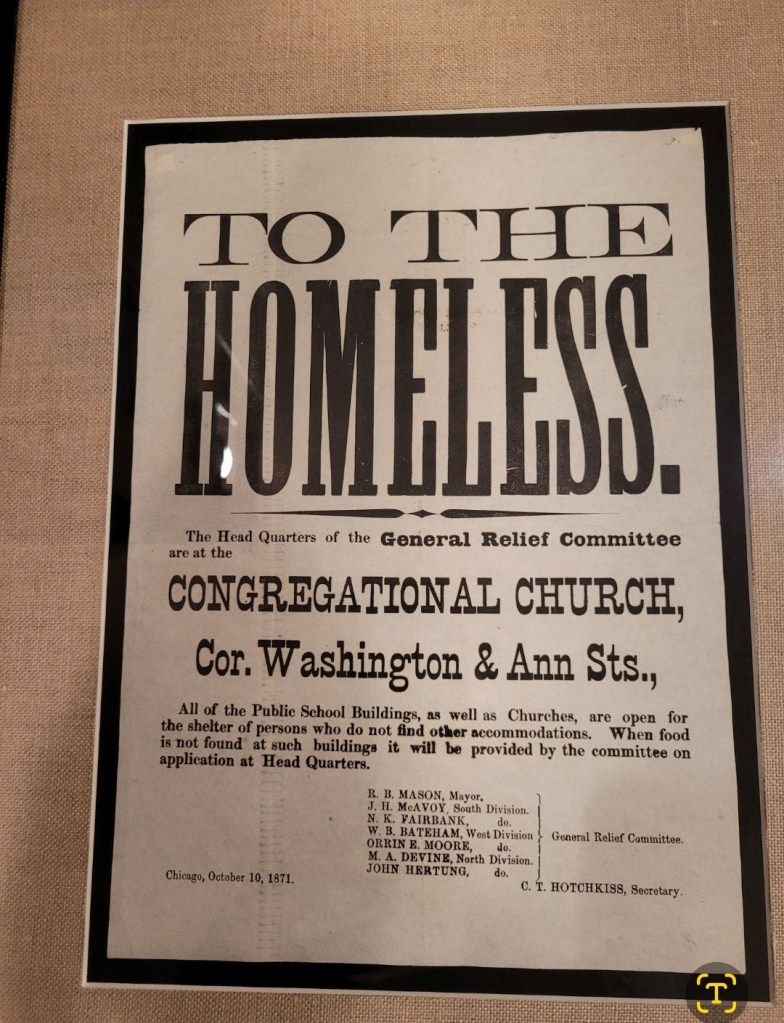 TO THE
HOMELESS.
The Head Quarters of the General Relief Committee
are at the
CONGREGATIONAL CHURCH,
Cor. Washington & Ann Sts.,
All of the Public School Buildings, as well as Churches, are open for
the shelter of persons who do not find other accommodations. When food
is not found at such buildings it will be provided by the committee on
application at Head Quarters.
R. B. MASON, Mayor,
J. H. McAVOY, South Division.
N. K. FAIRBANK, do.
W. B. BATEHAM, West Division
ORRIN E. MOORE, do.
M. A. DEVINE, North Division.
JOHN HERTUNG, do.
General Relief Committee.
Chicago, October 10, 1871.
C. T. HOTCHKISS, Secretary.
T